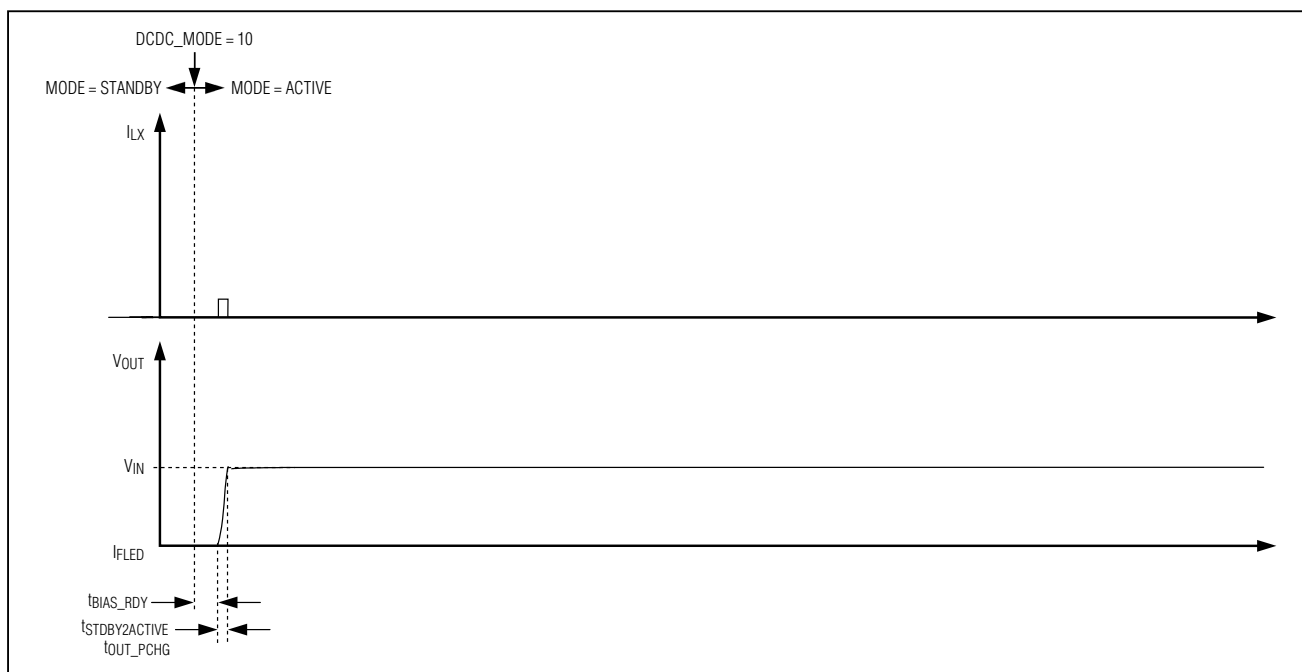 DCDC_MODE = 10
MODE = STANDBY MODE = ACTIVE
ILX
VOUT
VIN
IFLED
tBIAS_RDY
tSTDBY2ACTIVE
tOUT_PCHG